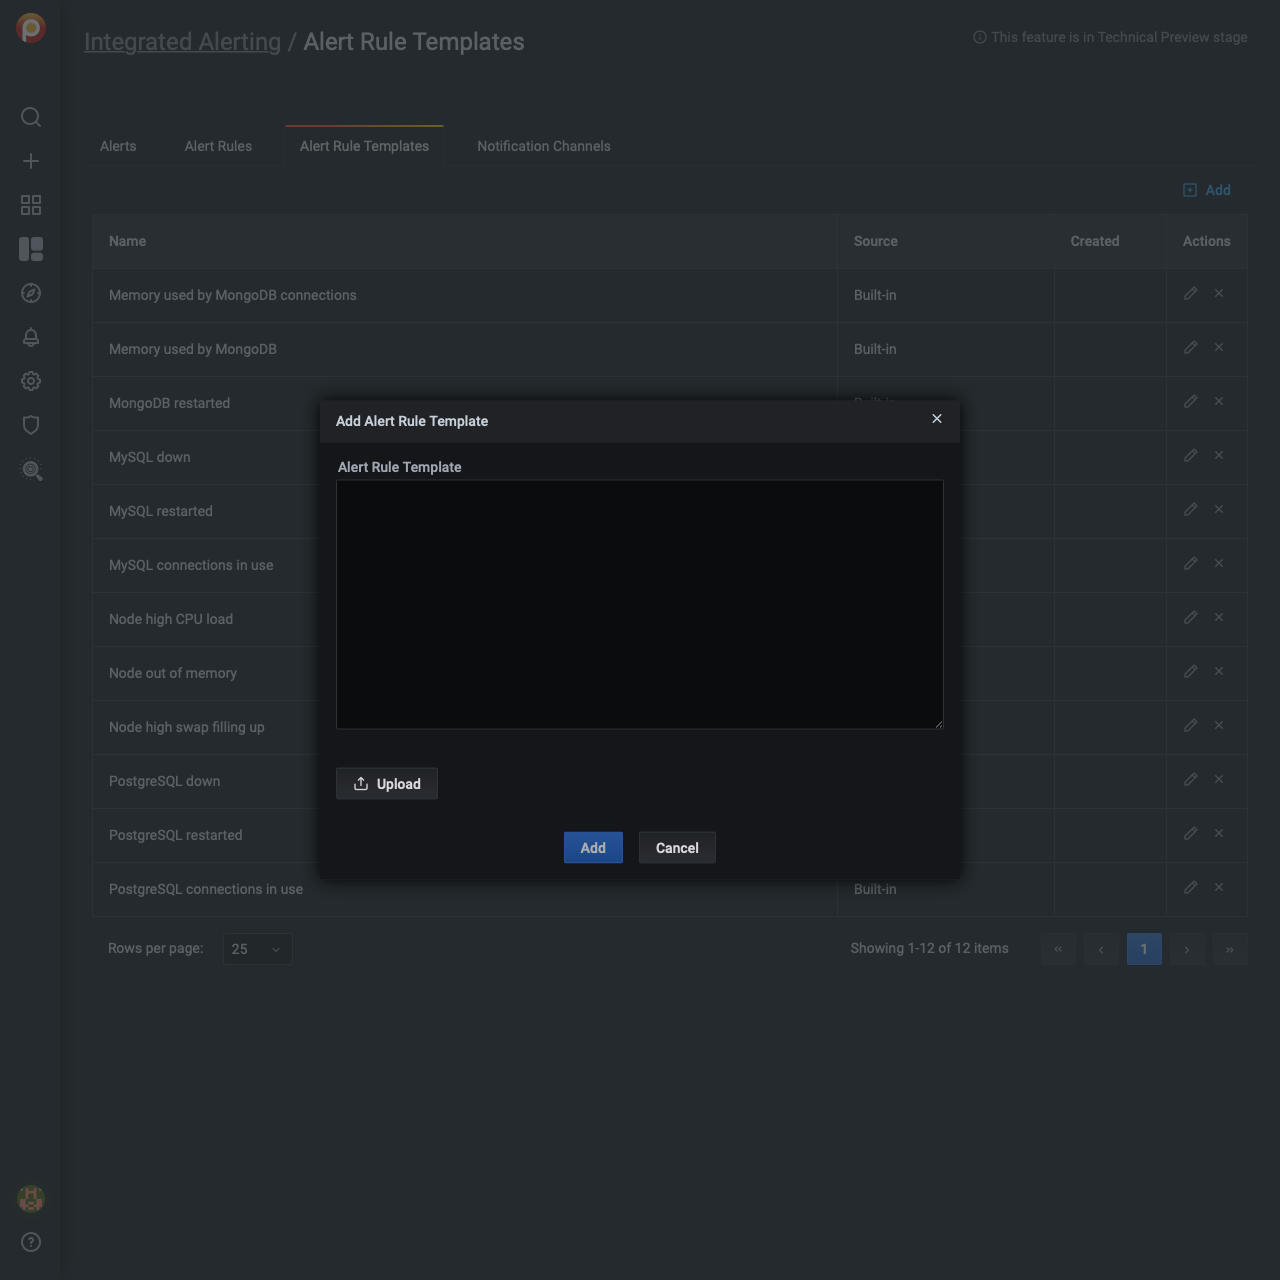 Integrated Alerting / Alert Rule Templates
This feature is in Technical Preview stage
Alerts Alert Rules Alert Rule Templates Notification Channels
Add
Name Source Created Actions
Memory used by MongoDB connections Built-in
Memory used by MongoDB Built-in
MongoDB restarted
MySQL down
MySQL restarted
MySQL connections in use
Node high CPU load
Node out of memory
Node high swap filling up
PostgreSQL down
PostgreSQL restarted
PostgreSQL connections in use Built-in
Add Alert Rule Template
Alert Rule Template
Upload
Add Cancel
Rows per page: 25 Showing 1-12 of 12 items « ‹ 1 › »